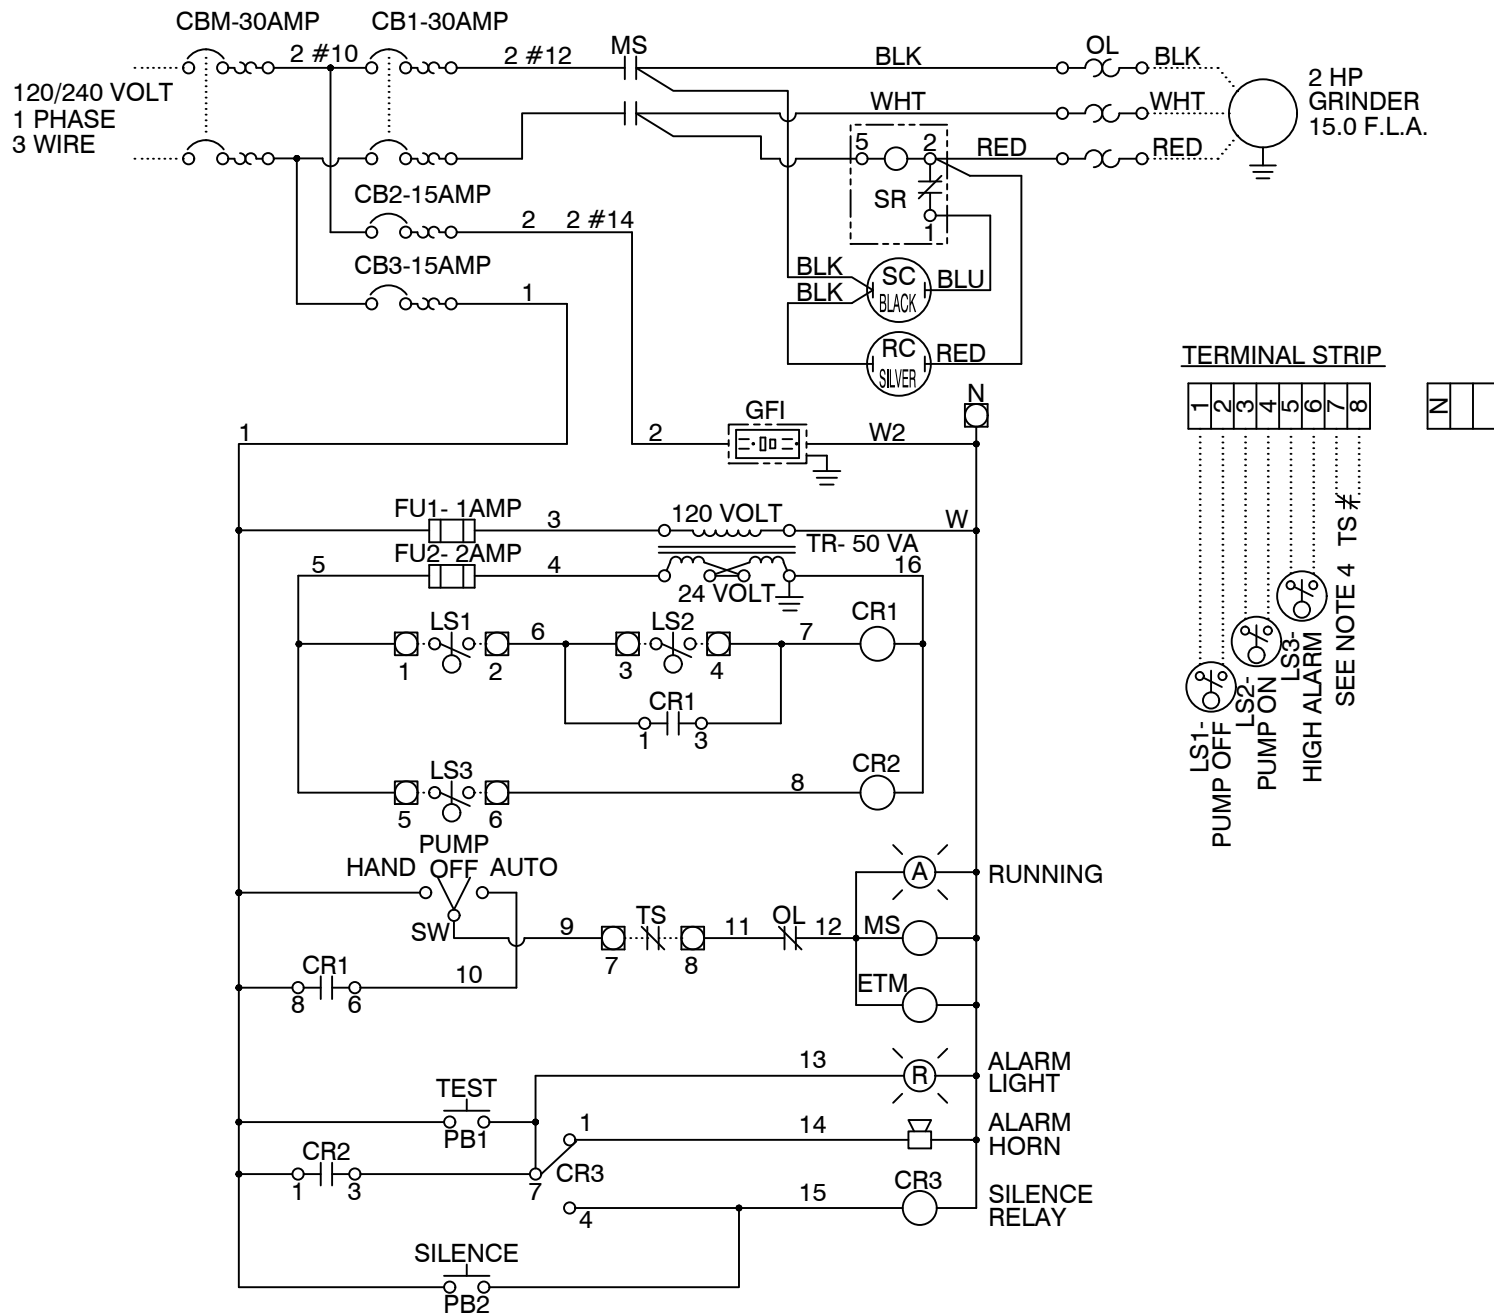 CBM-30AMP CB1-30AMP
2 #10 2 #12 MS BLK OL BLK
120/240 VOLT
1 PHASE
3 WIRE
2 HP
GRINDER
15.0 F.L.A.
WHT WHT
5 2 RED RED
SR
1
CB2-15AMP
2 2 #14
CB3-15AMP
1
BLK SC BLU
BLK BLACK
RC RED
SILVER
TERMINAL STRIP
1 2 3 4 5 6 7 8
N
N
GFI
1 2 W2
FU1- 1AMP 3 120 VOLT W
TR- 50 VA
FU2- 2AMP
5 4 16
24 VOLT
LS1 6 LS2 7 CR1
1 2 3 4
CR1
1 3
LS3 8 CR2
5 6
LS1-
PUMP OFF
LS2-
PUMP ON
LS3-
HIGH ALARM
SEE NOTE 4 TS
PUMP
HAND OFF AUTO
SW 9 TS 11 OL 12 MS
7 8
A RUNNING
CR1 10
8 6
ETM
13 R ALARM
LIGHT
TEST
PB1
1 14 ALARM
HORN
CR2
1 3 7 CR3
4 15 CR3 SILENCE
RELAY
SILENCE
PB2